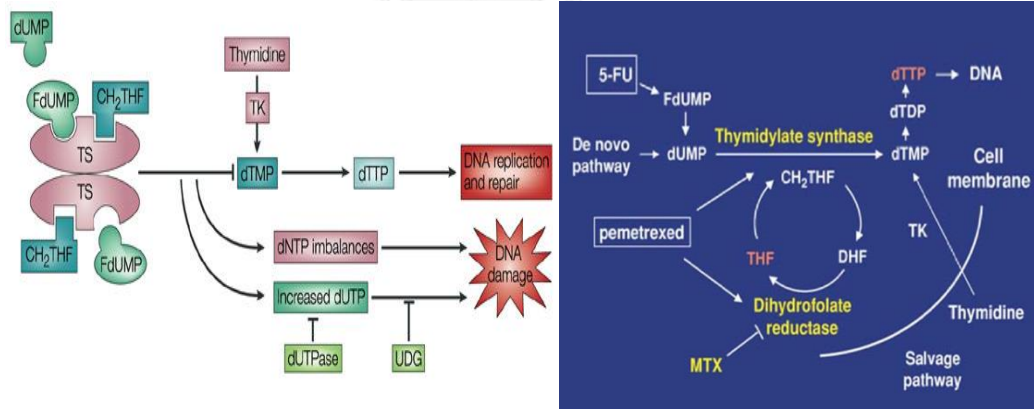 dUMP
FdUMP
CH2THF
TS
TS
CH2THF
FdUMP
Thymidine
TK
dTMP
dTTP
DNA replication
and repair
dNTP imbalances
Increased dUTP
DNA
damage
dUTPase
UDG
5-FU
FdUMP
De novo
pathway
dUMP
Thymidylate synthase
dTTP
DNA
dTDP
dTMP
CH2THF
Cell
membrane
pemetrexed
THF
DHF
TK
Dihydrofolate
reductase
Thymidine
MTX
Salvage
pathway